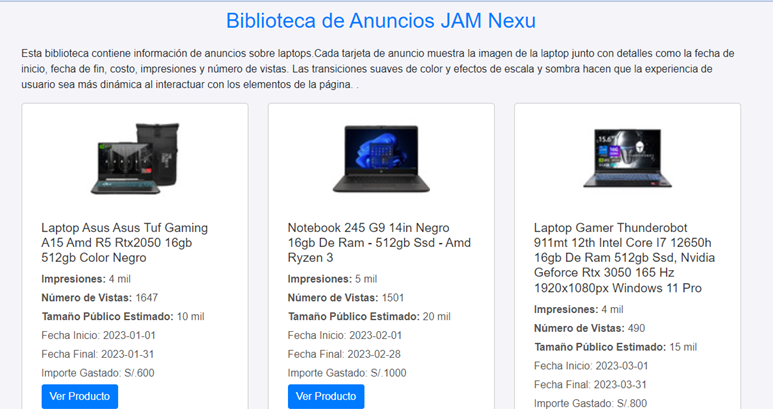 Biblioteca de Anuncios JAM Nexu
Esta biblioteca contiene información de anuncios sobre laptops.Cada tarjeta de anuncio muestra la imagen de la laptop junto con detalles como la fecha de
inicio, fecha de fin, costo, impresiones y número de vistas. Las transiciones suaves de color y efectos de escala y sombra hacen que la experiencia de
usuario sea más dinámica al interactuar con los elementos de la página. .
Laptop Asus Asus Tuf Gaming
A15 Amd R5 Rtx2050 16gb
512gb Color Negro
Impresiones: 4 mil
Número de Vistas: 1647
Tamaño Público Estimado: 10 mil
Fecha Inicio: 2023-01-01
Fecha Final: 2023-01-31
Importe Gastado: S/.600
Ver Producto
Notebook 245 G9 14in Negro
16gb De Ram - 512gb Ssd - Amd
Ryzen 3
Impresiones: 5 mil
Número de Vistas: 1501
Tamaño Público Estimado: 20 mil
Fecha Inicio: 2023-02-01
Fecha Final: 2023-02-28
Importe Gastado: S/.1000
Ver Producto
15.6"
Laptop Gamer Thunderobot
911mt 12th Intel Core I7 12650h
16gb De Ram 512gb Ssd, Nvidia
Geforce Rtx 3050 165 Hz
1920x1080px Windows 11 Pro
Impresiones: 4 mil
Número de Vistas: 490
Tamaño Público Estimado: 15 mil
Fecha Inicio: 2023-03-01
Fecha Final: 2023-03-31
Importe Gastado: S/.800